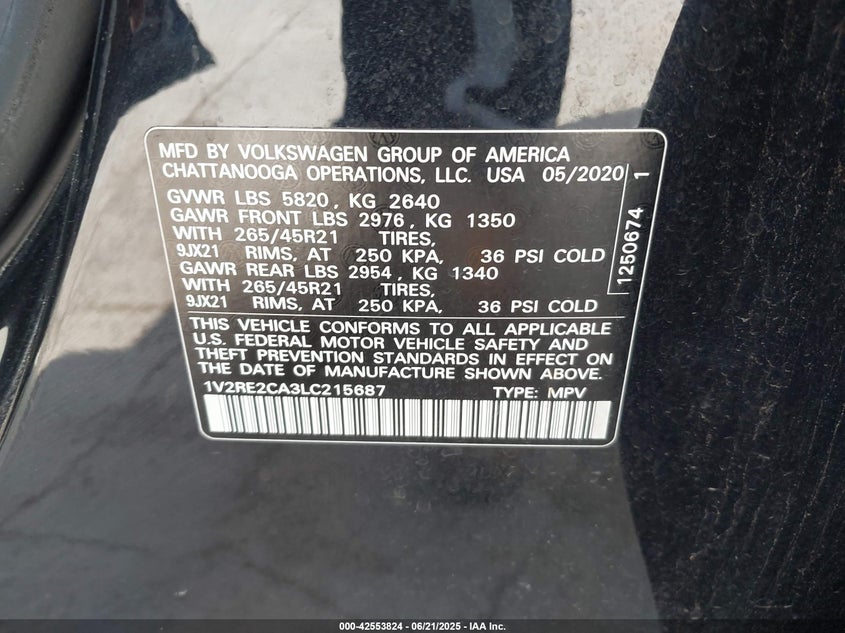 MFD BY VOLKSWAGEN GROUP OF AMERICA
CHATTANOOGA OPERATIONS, LLC. USA 05/2020
GVWR LBS 5820, KG 2640
GAWR FRONT LBS 2976, KG 1350
WITH 265/45R21 TIRES,
9JX21 RIMS, AT 250 KPA, 36 PSI COLD
GAWR REAR LBS 2954, KG 1340
WITH 265/45R21 TIRES,
9JX21 RIMS, AT 250 KPA, 36 PSI COLD
1250674 1
THIS VEHICLE CONFORMS TO ALL APPLICABLE
U.S. FEDERAL MOTOR VEHICLE SAFETY AND
THEFT PREVENTION STANDARDS IN EFFECT ON
THE DATE OF MANUFACTURE SHOWN ABOVE.
1V2RE2CA3LC215687 TYPE: MPV
000-42553824 - 06/21/2025 - IAA Inc.